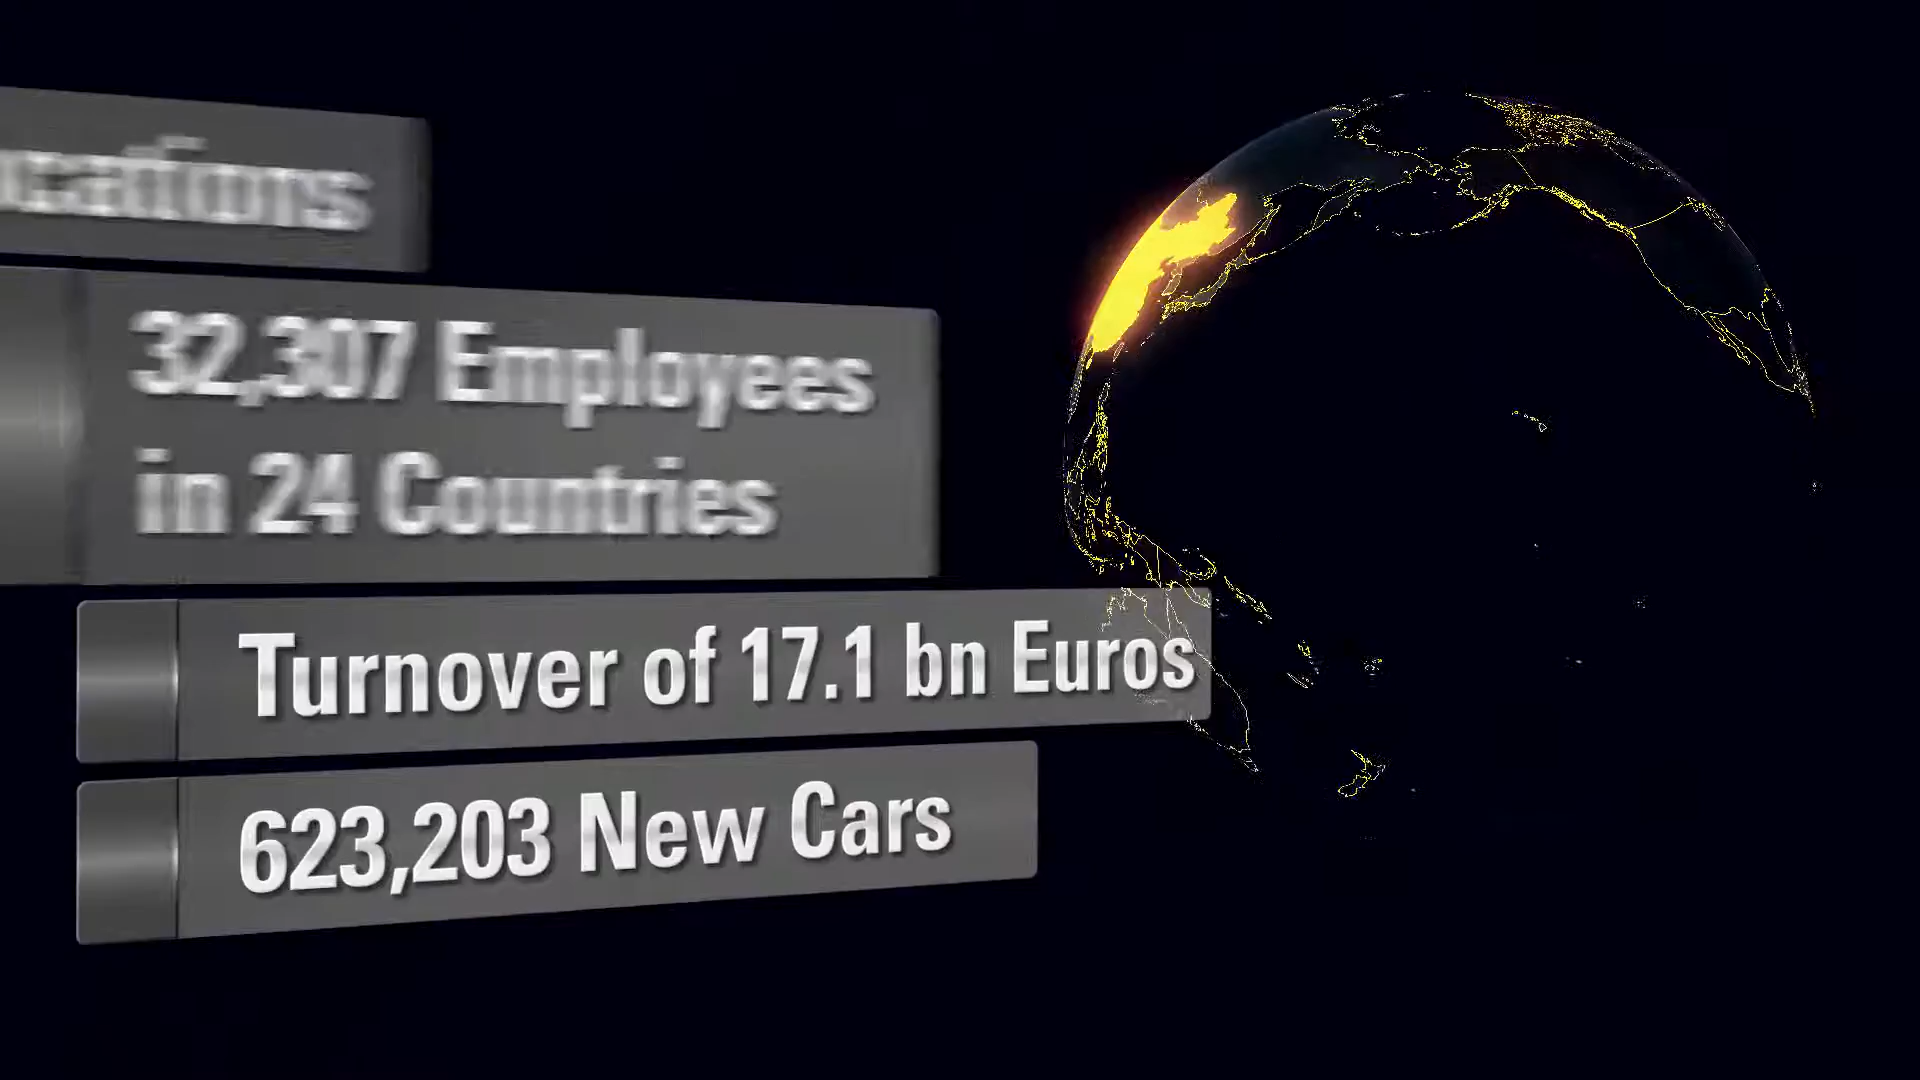 32,307 Employees
in 24 Countries
Turnover of 17.1 bn Euros
623,203 New Cars